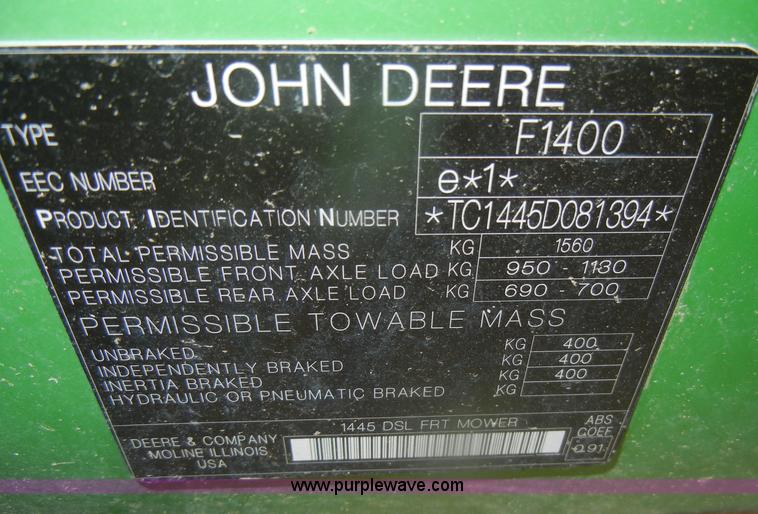 JOHN DEERE
TYPE F1400
EEC NUMBER e*1*
PRODUCT IDENTIFICATION NUMBER *TC1445D081394*
TOTAL PERMISSIBLE MASS KG 1560
PERMISSIBLE FRONT AXLE LOAD KG 950 - 1130
PERMISSIBLE REAR AXLE LOAD KG 690 - 700
PERMISSIBLE TOWABLE MASS
UNBRAKED KG 400
INDEPENDENTLY BRAKED KG 400
INERTIA BRAKED KG 400
HYDRAULIC OR PNEUMATIC BRAKED KG
1445 DSL FRT MOWER
DEERE & COMPANY
MOLINE ILLINOIS
USA
ABS
COEF
0.91
www.purplewave.com